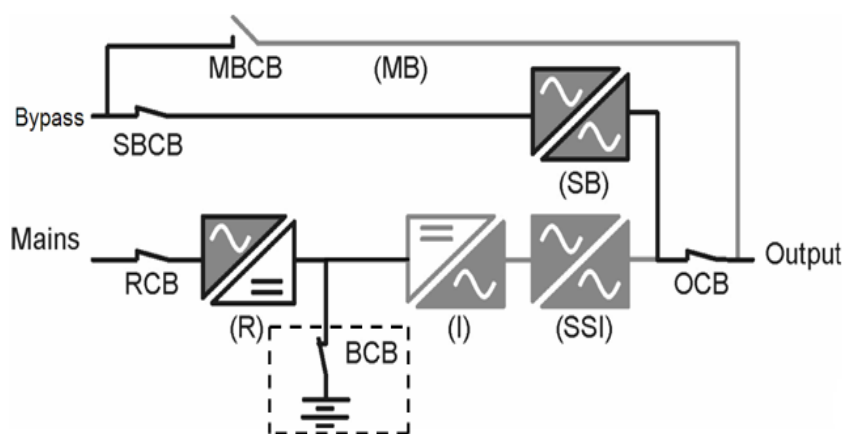 MBCB (MB)
Bypass
SBCB
(SB)
Mains
Output
RCB
OCB
(R)
(I)
(SSI)
BCB